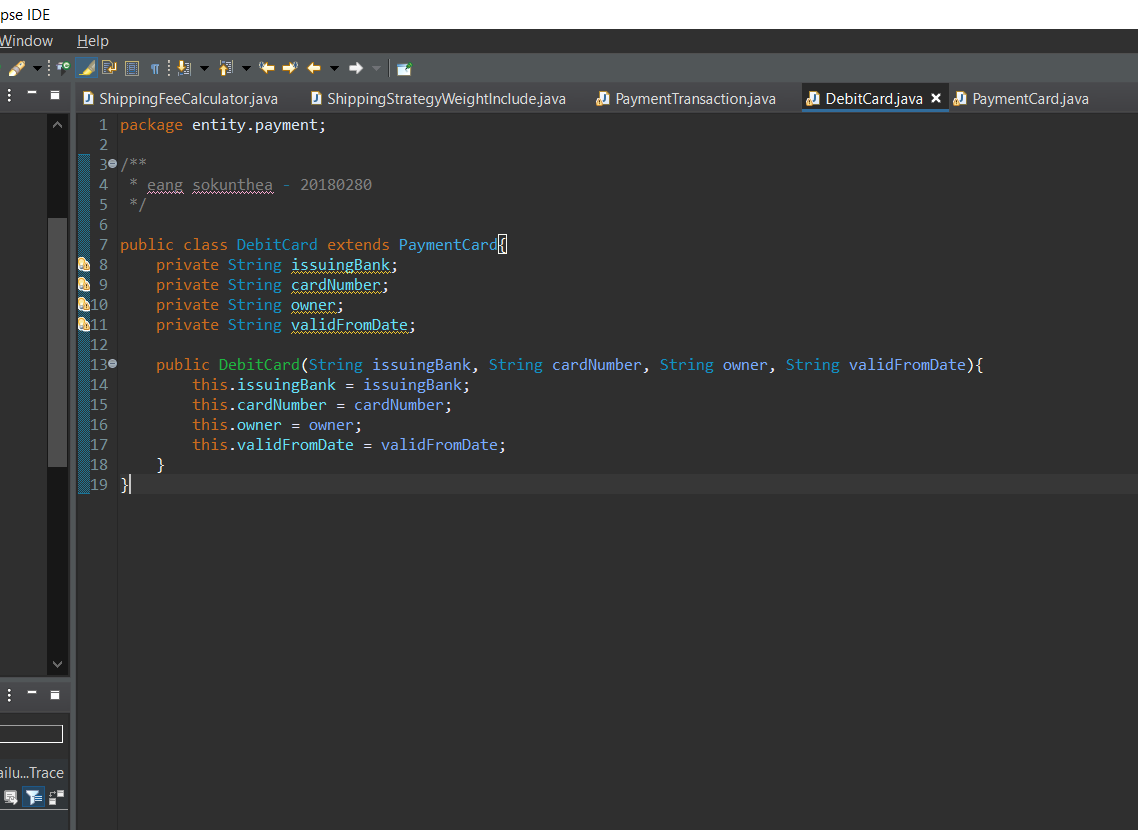 pse IDE
Window Help
ShippingFeeCalculator.java ShippingStrategyWeightInclude.java PaymentTransaction.java DebitCard.java PaymentCard.java
1 package entity.payment;
2
3 /**
4 * eang sokunthea - 20180280
5 */
6
7 public class DebitCard extends PaymentCard{
8 private String issuingBank;
9 private String cardNumber;
10 private String owner;
11 private String validFromDate;
12
13 public DebitCard(String issuingBank, String cardNumber, String owner, String validFromDate){
14 this.issuingBank = issuingBank;
15 this.cardNumber = cardNumber;
16 this.owner = owner;
17 this.validFromDate = validFromDate;
18 }
19 }
ailu...Trace